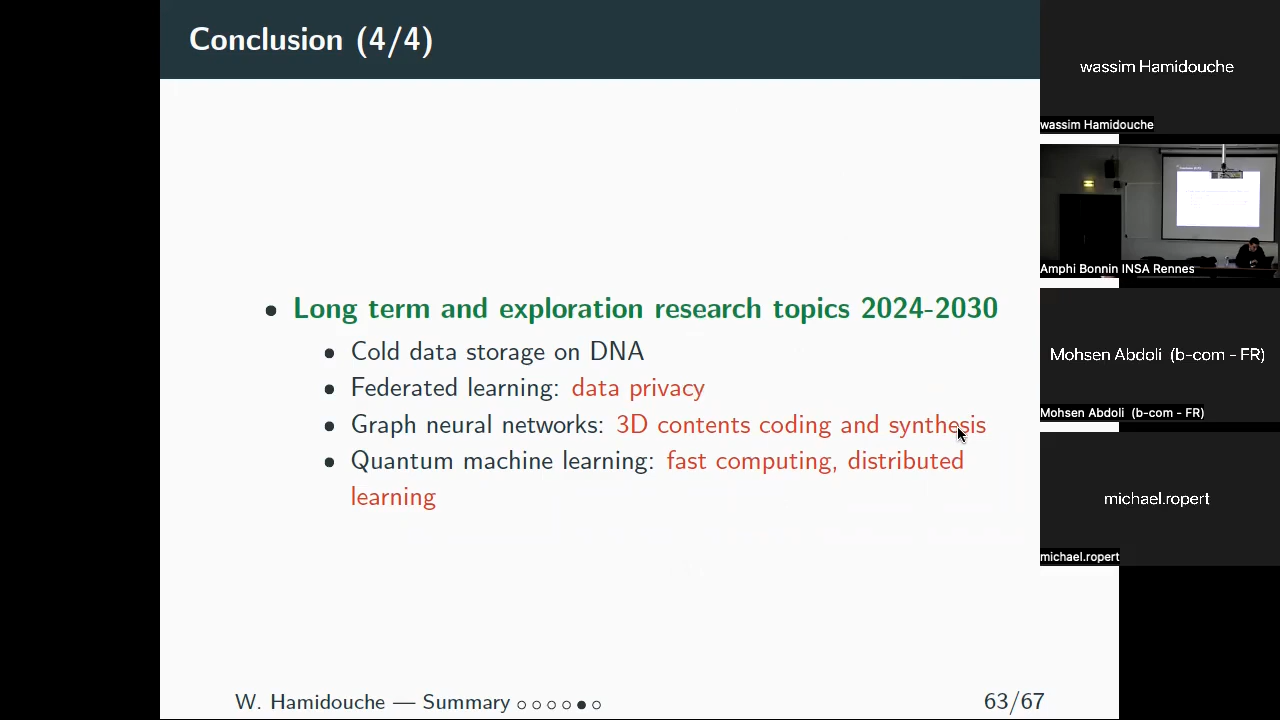 Conclusion (4/4)
Long term and exploration research topics 2024-2030
Cold data storage on DNA
Federated learning: data privacy
Graph neural networks: 3D contents coding and synthesis
Quantum machine learning: fast computing, distributed
learning
W. Hamidouche — Summary
63/67
wassim Hamidouche
wassim Hamidouche
Amphi Bonnin INSA Rennes
Mohsen Abdoli (b-com - FR)
Mohsen Abdoli (b-com - FR)
michael.ropert
michael.ropert